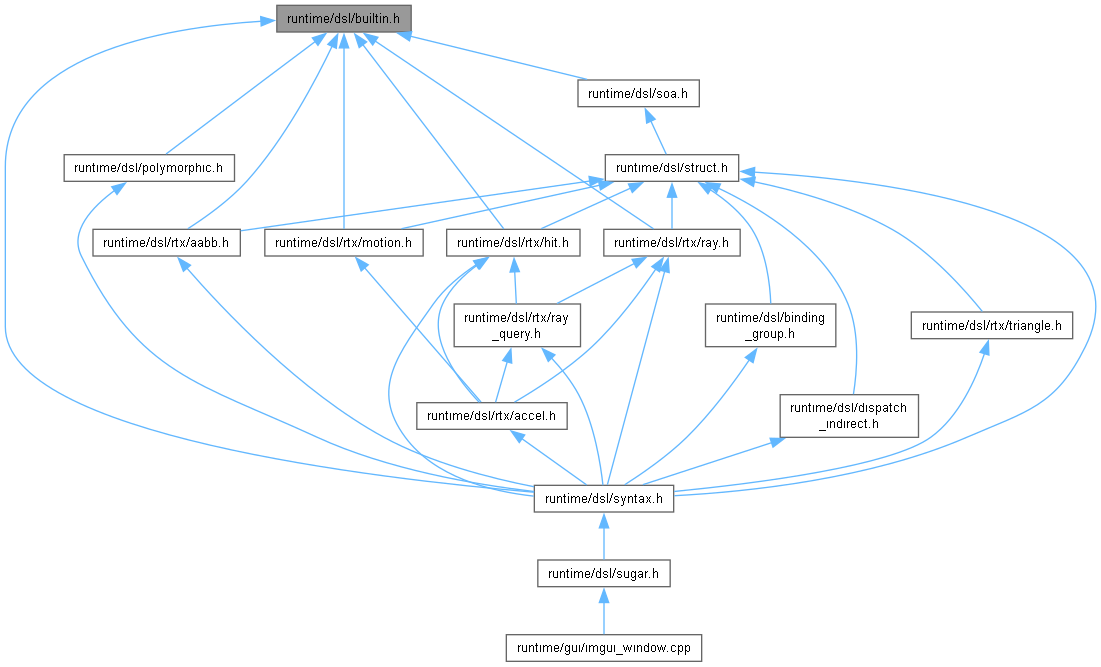 runtime/dsl/builtin.h
runtime/dsl/soa.h
runtime/dsl/polymorphic.h
runtime/dsl/struct.h
runtime/dsl/rtx/aabb.h
runtime/dsl/rtx/motion.h
runtime/dsl/rtx/hit.h
runtime/dsl/rtx/ray.h
runtime/dsl/rtx/ray
_query.h
runtime/dsl/binding
_group.h
runtime/dsl/rtx/triangle.h
runtime/dsl/rtx/accel.h
runtime/dsl/dispatch
_indirect.h
runtime/dsl/syntax.h
runtime/dsl/sugar.h
runtime/gui/imgui_window.cpp